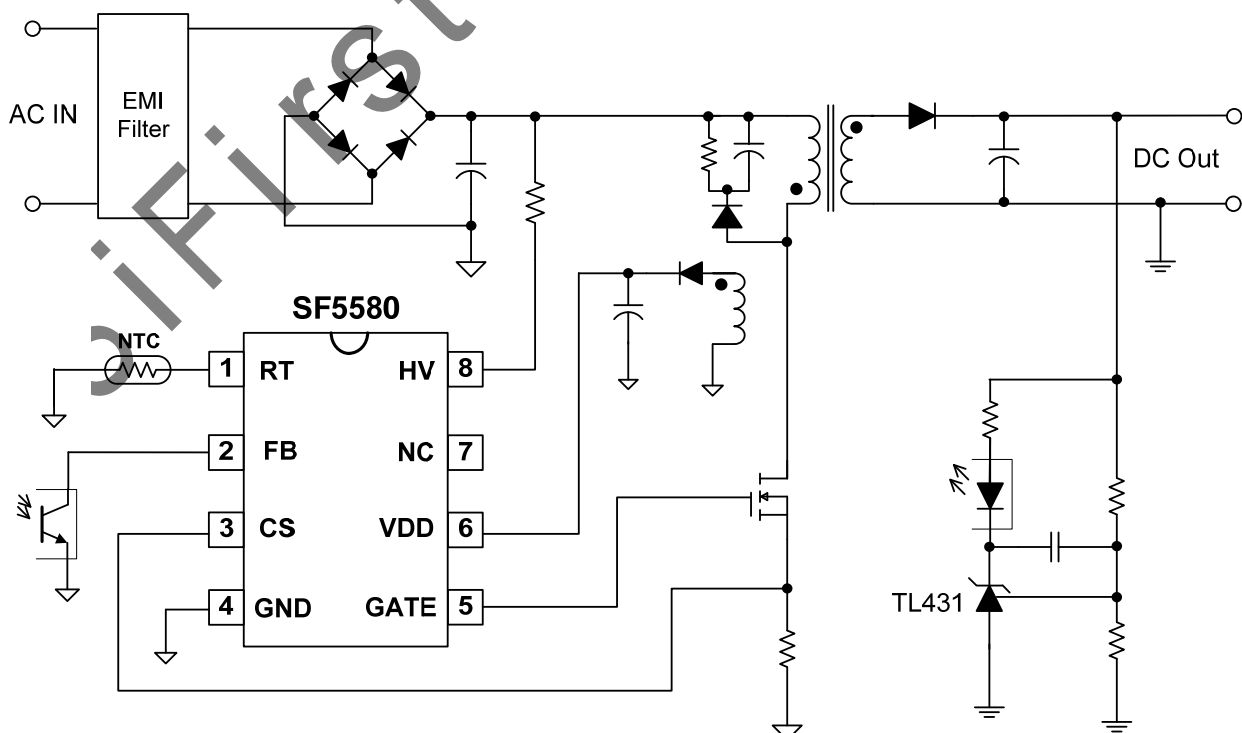 AC IN
EMI
Filter
DC Out
SF5580
NTC
1 RT
HV 8
2 FB
NC 7
3 CS
VDD 6
4 GND
GATE 5
TL431
iFirst